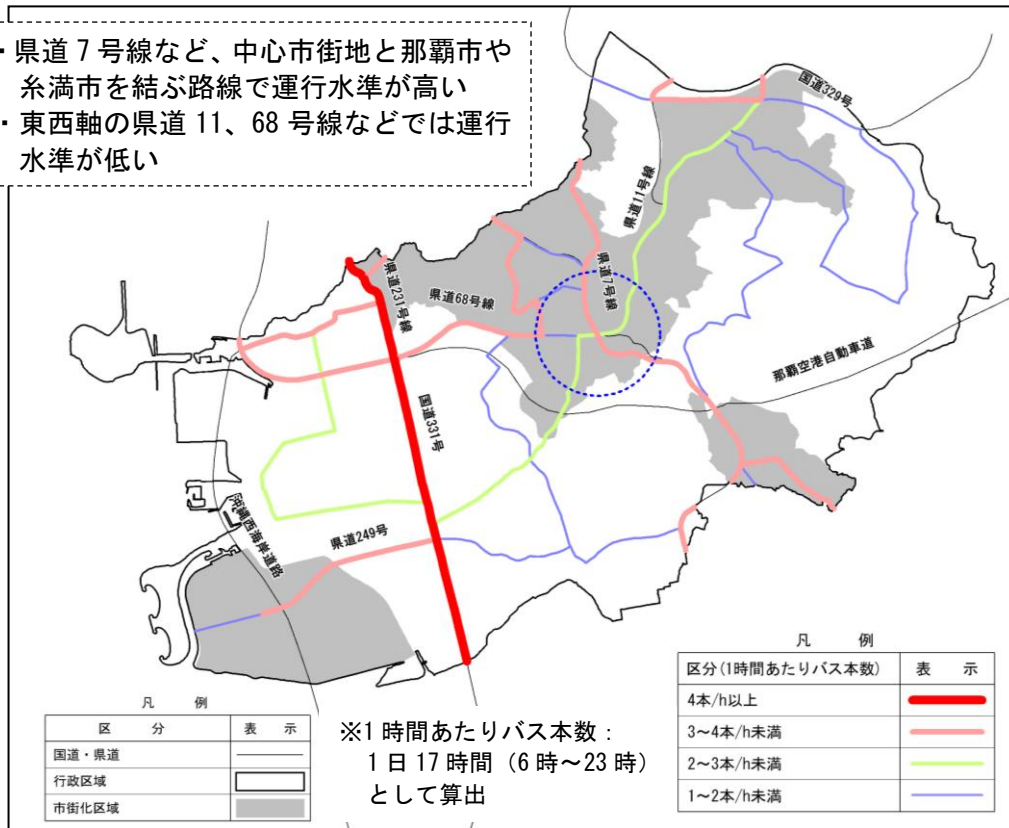 ・県道7号線など、中心市街地と那覇市や
糸満市を結ぶ路線で運行水準が高い
・東西軸の県道11、68号線などでは運行
水準が低い
国道329号
県道11号線
県道7号線
県道231号線
県道68号線
那覇空港自動車道
国道331号
沖縄西海岸道路
県道249号
凡 例
区 分 表 示
国道・県道
行政区域
市街化区域
※1時間あたりバス本数：
1日17時間（6時～23時）
として算出
凡 例
区分(1時間あたりバス本数) 表 示
4本/h以上
3～4本/h未満
2～3本/h未満
1～2本/h未満